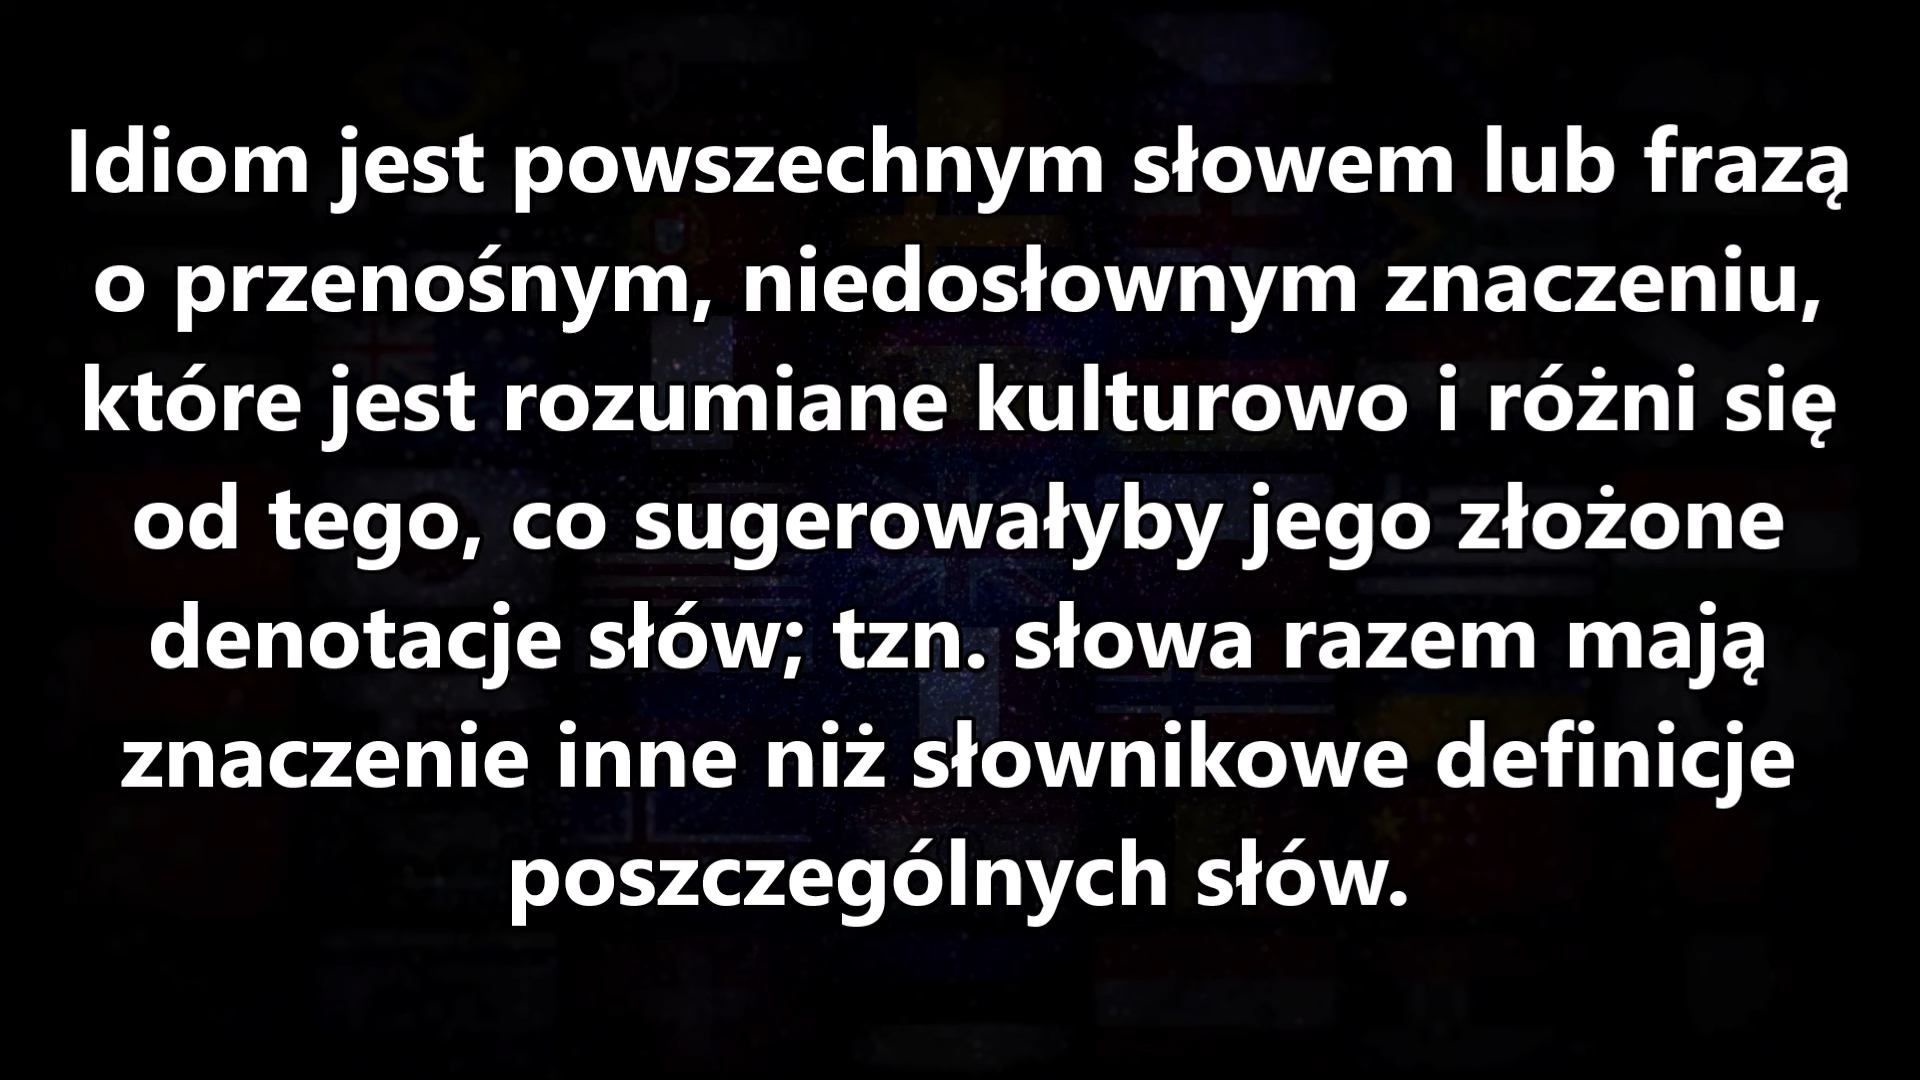 Idiom jest powszechnym słowem lub frazą
o przenośnym, niedosłownym znaczeniu,
które jest rozumiane kulturowo i różni się
od tego, co sugerowałyby jego złożone
denotacje słów; tzn. słowa razem mają
znaczenie inne niż słownikowe definicje
poszczególnych słów.